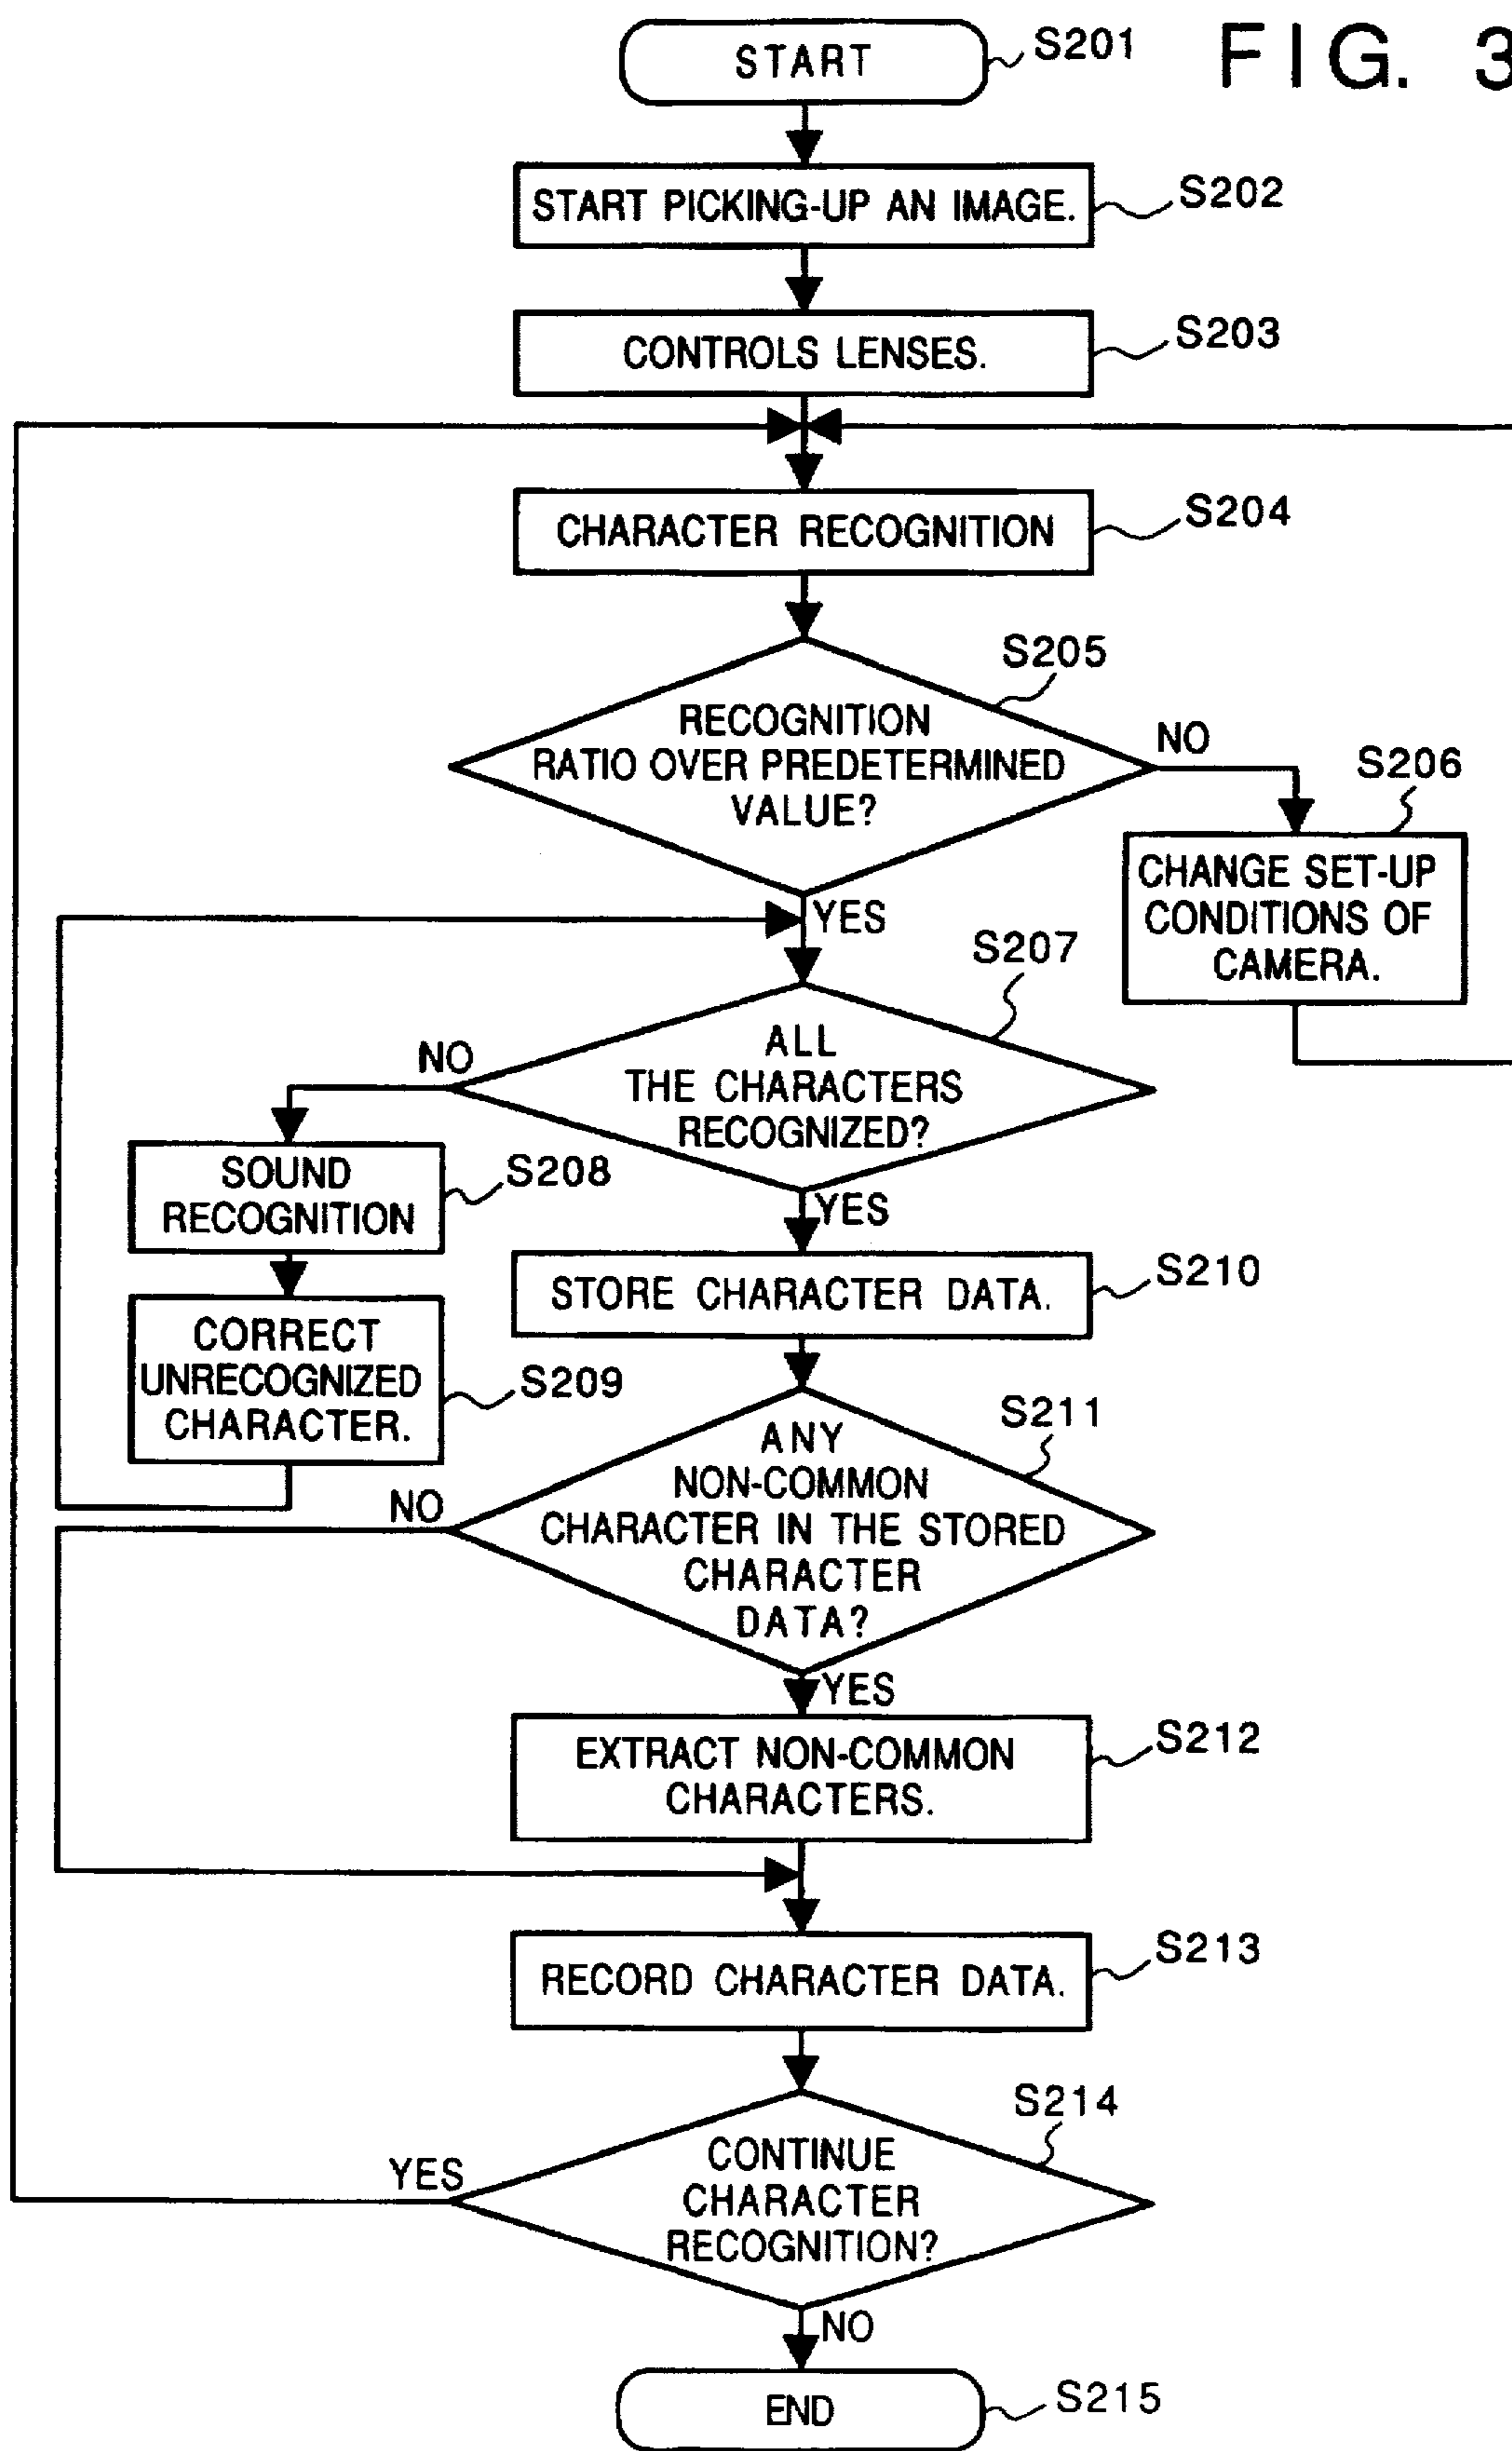 START
S201
FIG. 3
START PICKING-UP AN IMAGE.
S202
CONTROLS LENSES.
S203
CHARACTER RECOGNITION
S204
RECOGNITION
RATIO OVER PREDETERMINED
VALUE?
S205
NO
S206
CHANGE SET-UP
CONDITIONS OF
CAMERA.
YES
S207
ALL
THE CHARACTERS
RECOGNIZED?
NO
SOUND
RECOGNITION
S208
YES
CORRECT
UNRECOGNIZED
CHARACTER.
S209
STORE CHARACTER DATA.
S210
ANY
NON-COMMON
CHARACTER IN THE STORED
CHARACTER
DATA?
S211
NO
YES
EXTRACT NON-COMMON
CHARACTERS.
S212
RECORD CHARACTER DATA.
S213
S214
CONTINUE
CHARACTER
RECOGNITION?
YES
NO
END
S215